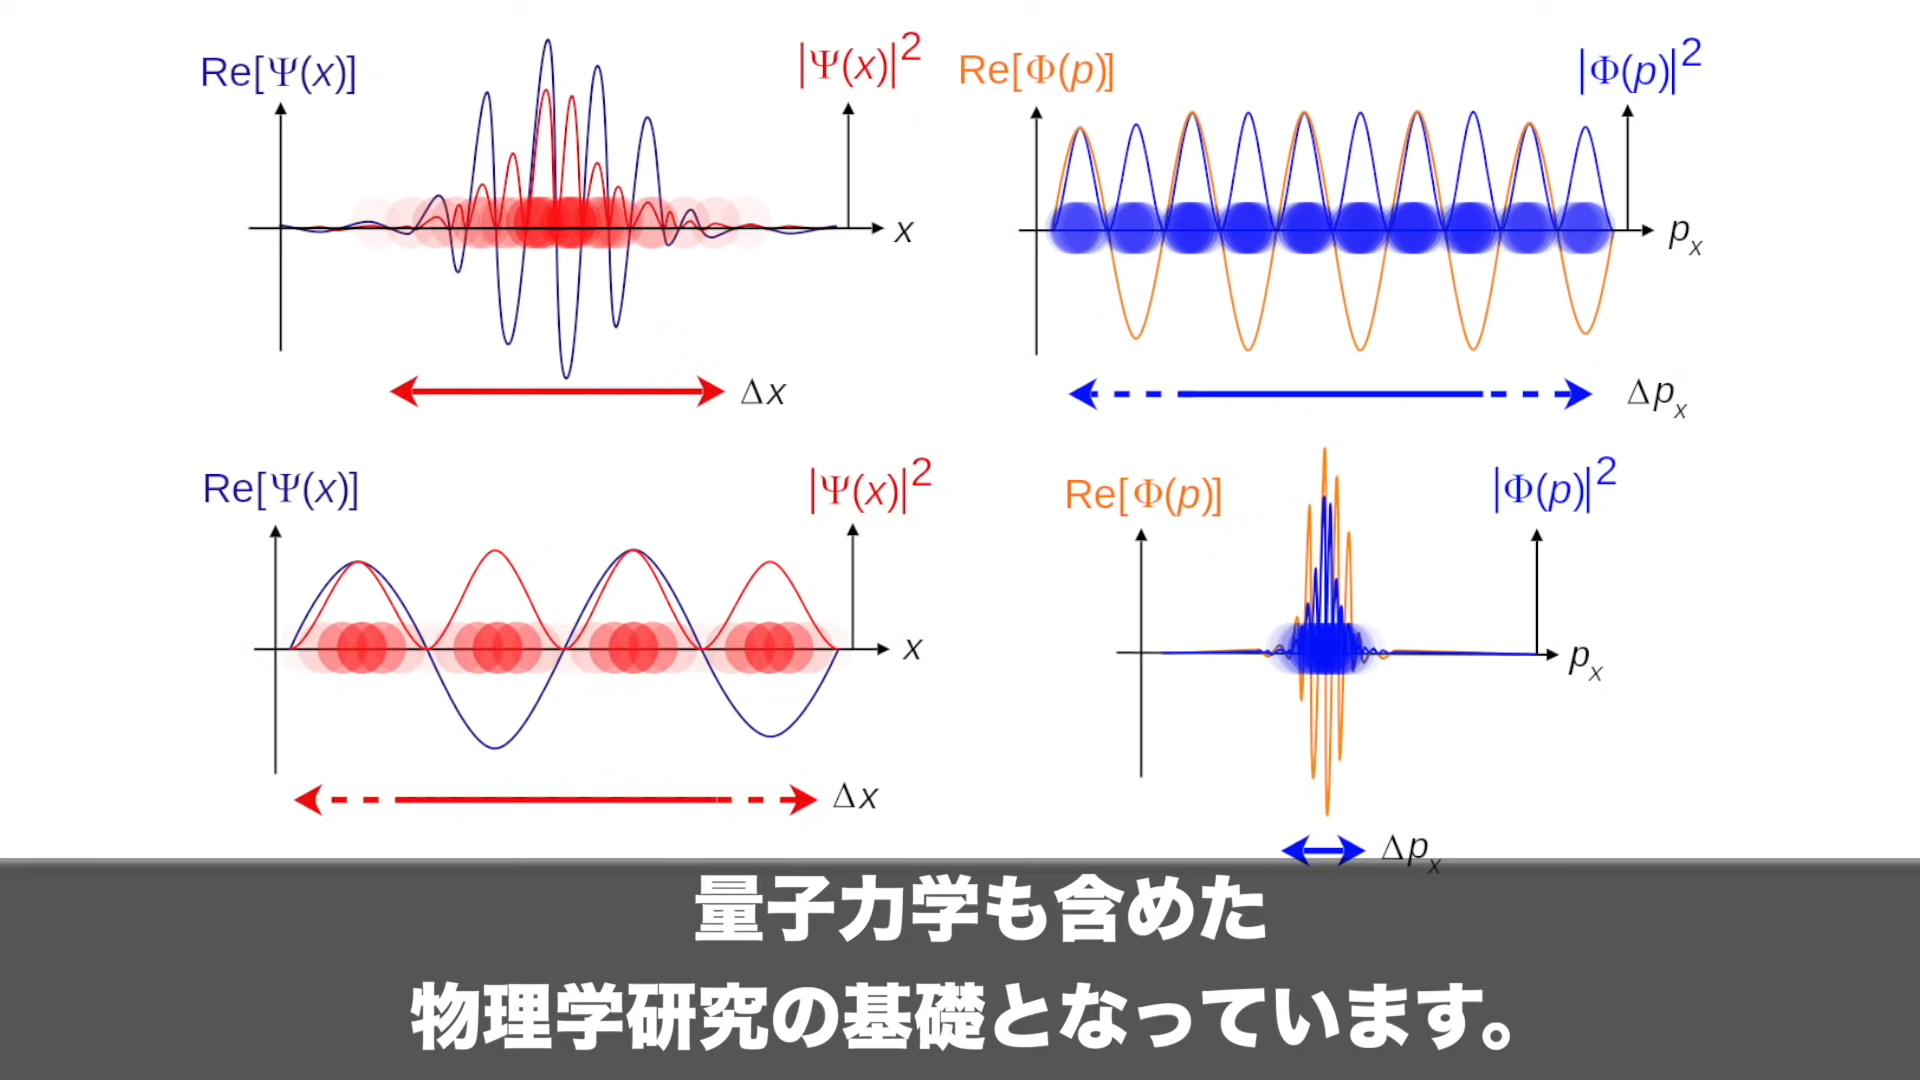 Re[Ψ(x)] |Ψ(x)|² Re[Φ(p)] |Φ(p)|²
x pₓ
Δx Δpₓ
Re[Ψ(x)] |Ψ(x)|² Re[Φ(p)] |Φ(p)|²
x pₓ
Δx Δpₓ
量子力学も含めた
物理学研究の基礎となっています。